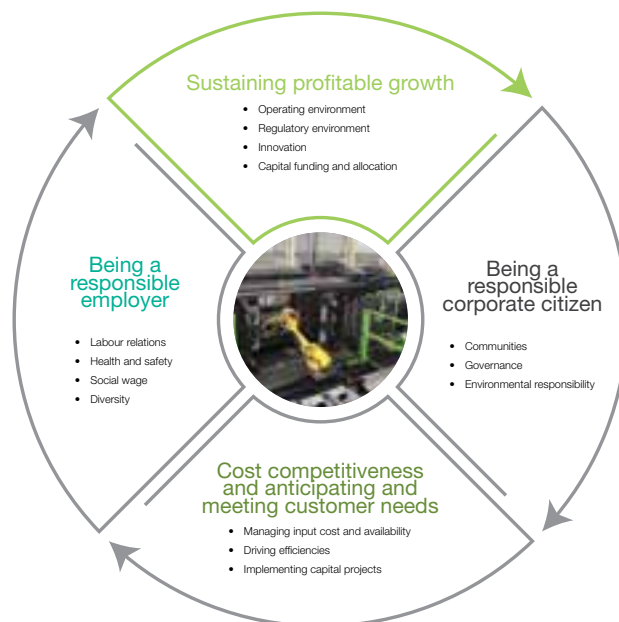 Sustaining profitable growth
• Operating environment
• Regulatory environment
• Innovation
• Capital funding and allocation
Being a
responsible
employer
• Labour relations
• Health and safety
• Social wage
• Diversity
Being a
responsible
corporate citizen
• Communities
• Governance
• Environmental responsibility
Cost competitiveness
and anticipating and
meeting customer needs
• Managing input cost and availability
• Driving efficiencies
• Implementing capital projects